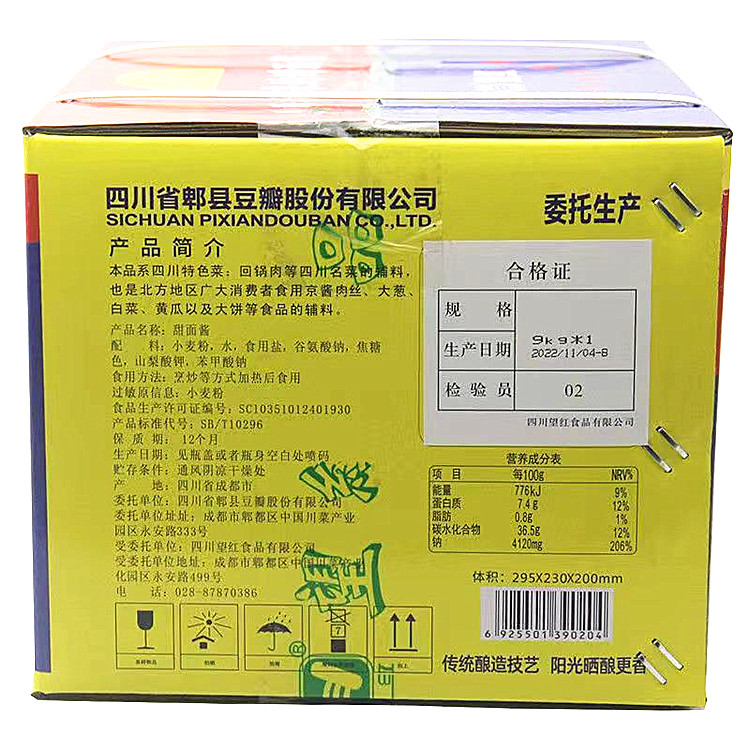 四川省郫县豆瓣股份有限公司
SICHUAN PIXIANDOUBAN CO.,LTD.
委托生产
产品简介
本品系四川特色菜：回锅肉等四川名菜的辅料，
也是北方地区广大消费者食用京酱肉丝、大葱、
白菜、黄瓜以及大饼等食品的辅料。
产品名称：甜面酱
配 料：小麦粉，水，食用盐，谷氨酸钠，焦糖
色，山梨酸钾，苯甲酸钠
食用方法：烹炒等方式加热后食用
过敏原信息：小麦粉
食品生产许可证编号：SC10351012401930
产品标准代号：SB/T10296
保 质 期：12个月
生产日期：见瓶盖或者瓶身空白处喷码
贮存条件：通风阴凉干燥处
产 地：四川省成都市
委托单位：四川省郫县豆瓣股份有限公司
委托单位地址：成都市郫都区中国川菜产业
园区永安路333号
受委托单位：四川望红食品有限公司
受委托单位地址：成都市郫都区中国川菜产业
化园区永安路499号
电 话：028-87870386
合格证
规 格 9kg*1
生产日期 2022/11/04-B
检验员 02
四川望红食品有限公司
营养成分表
项 目 每100g NRV%
能量 776kJ 9%
蛋白质 7.4g 12%
脂肪 0.8g 1%
碳水化合物 36.5g 12%
钠 4120mg 206%
体积：295X230X200mm
6 925501 390204
传统酿造技艺 阳光晒酿更香
7
向上